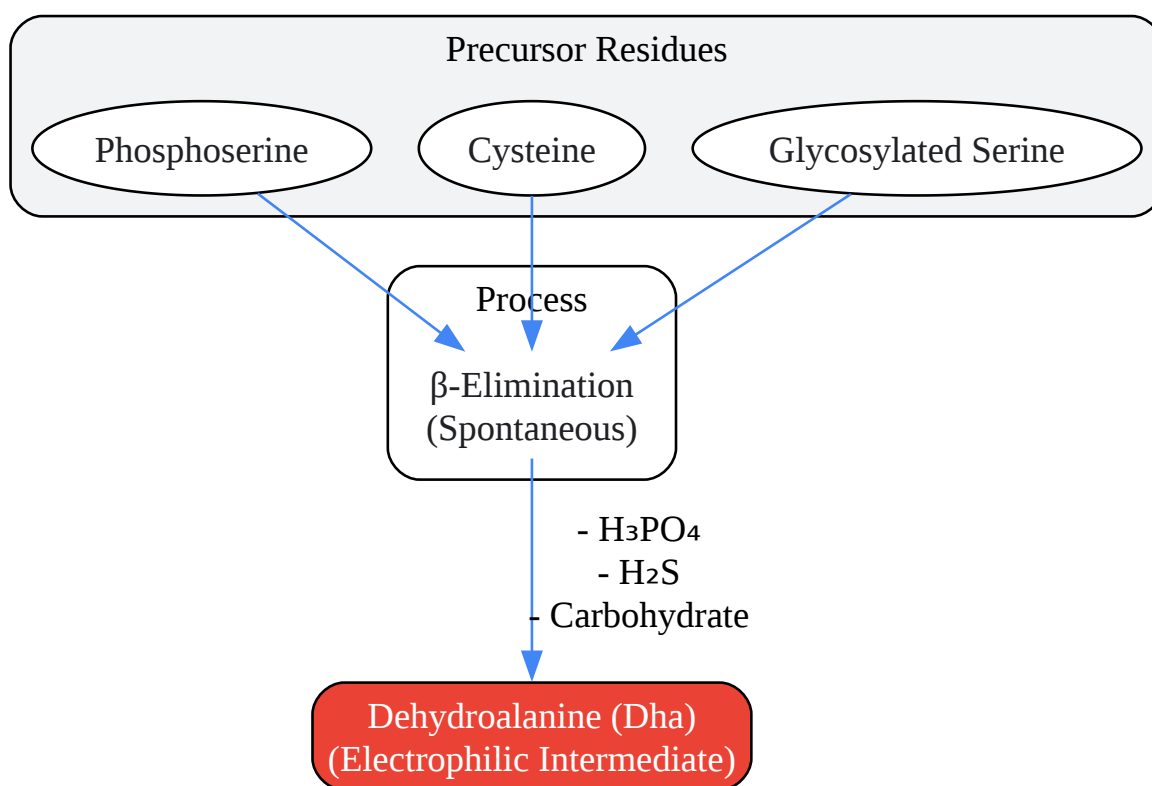 Precursor Residues
Phosphoserine
Cysteine
Glycosylated Serine
Process
β-Elimination
(Spontaneous)
- H₃PO₄
- H₂S
- Carbohydrate
Dehydroalanine (Dha)
(Electrophilic Intermediate)